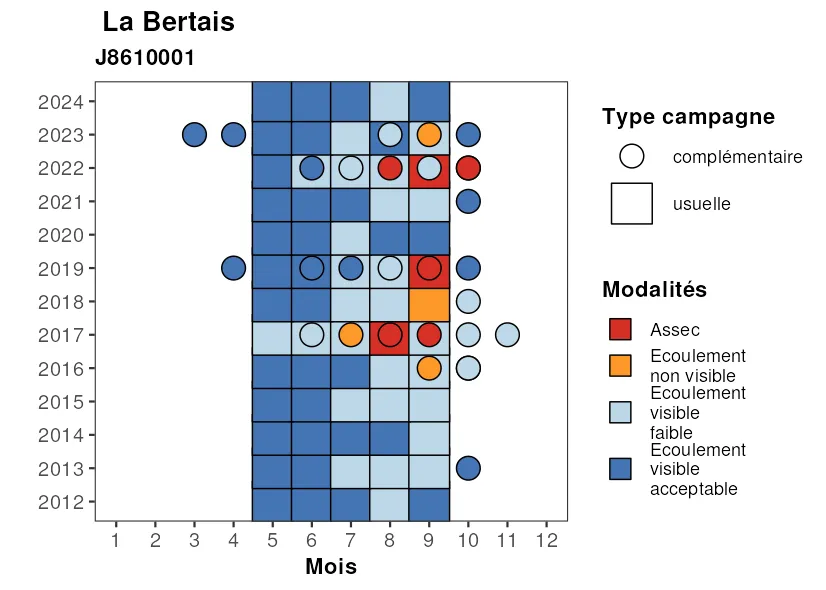 La Bertais
J8610001
2024
2023
2022
2021
2020
2019
2018
2017
2016
2015
2014
2013
2012
1 2 3 4 5 6 7 8 9 10 11 12
Mois
Type campagne
complémentaire
usuelle
Modalités
Assec
Ecoulement
non visible
Ecoulement
visible
faible
Ecoulement
visible
acceptable